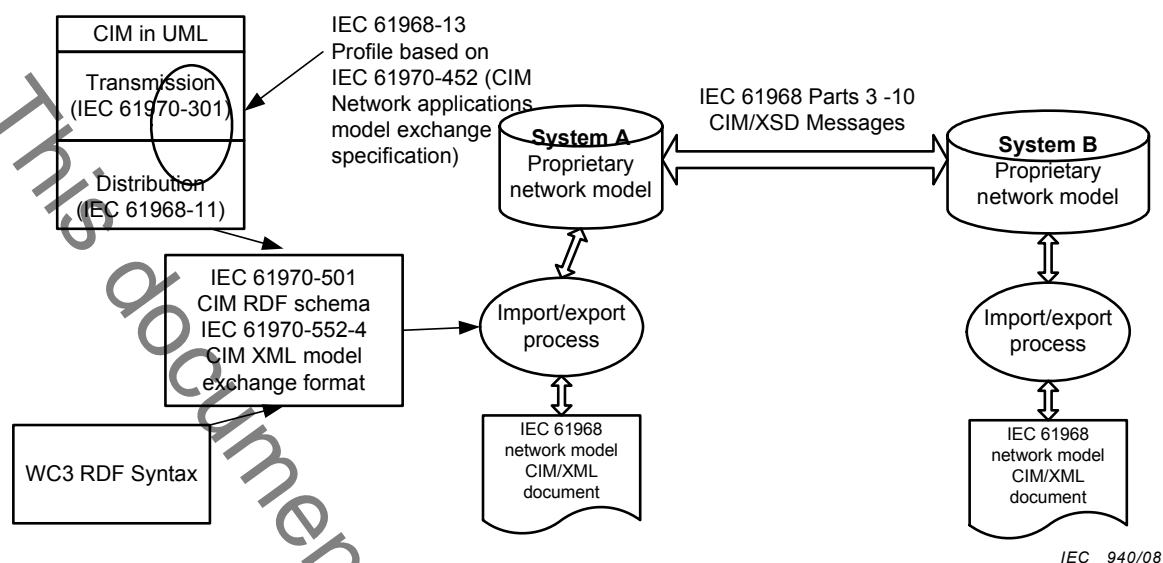 CIM in UML
Transmission
(IEC 61970-301)
Distribution
(IEC 61968-11)
IEC 61968-13
Profile based on
IEC 61970-452 (CIM
Network applications
model exchange
specification)
IEC 61970-501
CIM RDF schema
IEC 61970-552-4
CIM XML model
exchange format
WC3 RDF Syntax
System A
Proprietary
network model
IEC 61968 Parts 3 -10
CIM/XSD Messages
System B
Proprietary
network model
Import/export
process
Import/export
process
IEC 61968
network model
CIM/XML
document
IEC 61968
network model
CIM/XML
document
This documen
IEC 940/08